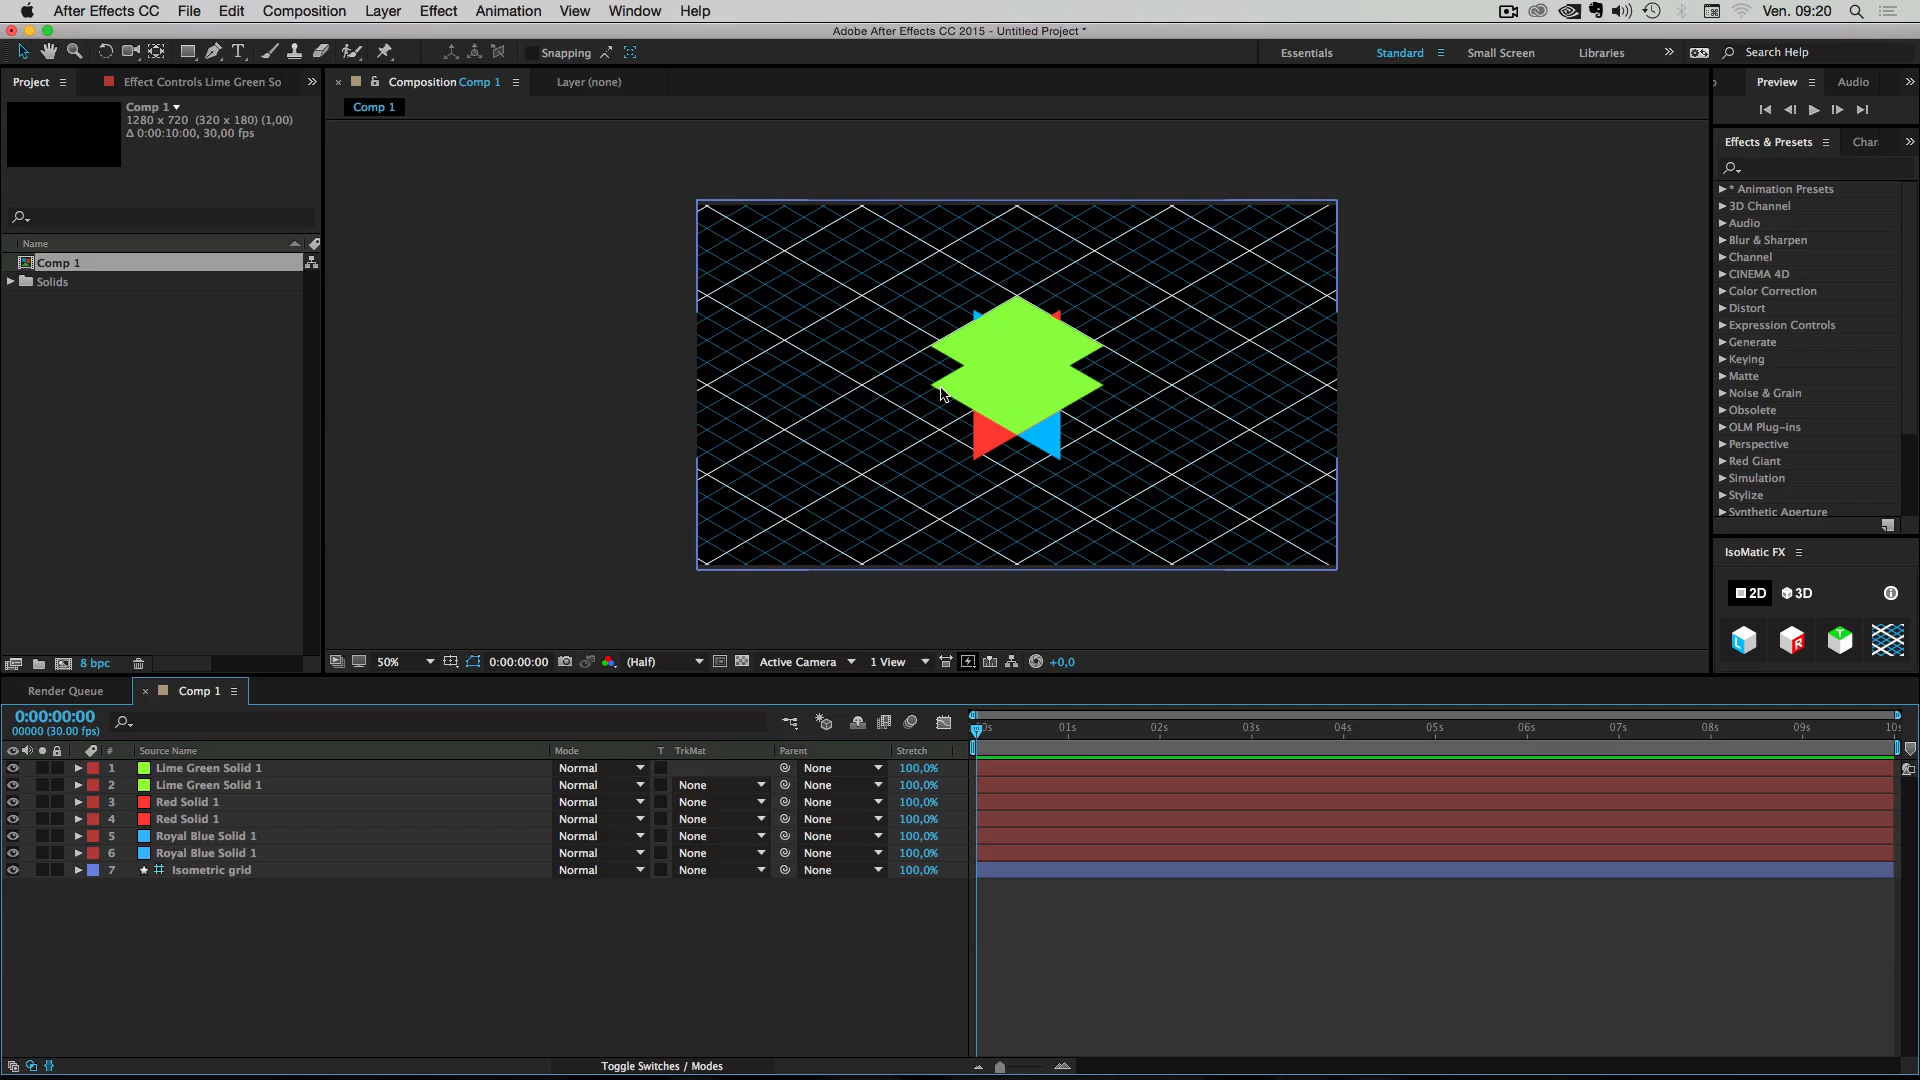 After Effects CC File Edit Composition Layer Effect Animation View Window Help
Ven. 09:20
Adobe After Effects CC 2015 - Untitled Project *
T
Snapping
Essentials Standard Small Screen Libraries
Search Help
Project
Effect Controls Lime Green So
Composition Comp 1
Layer (none)
Preview
Audio
Comp 1
1280 x 720 (320 x 180) (1,00)
Δ 0:00:10:00, 30,00 fps
Comp 1
Effects & Presets
Char
* Animation Presets
3D Channel
Audio
Blur & Sharpen
Channel
CINEMA 4D
Color Correction
Distort
Expression Controls
Generate
Keying
Matte
Noise & Grain
Obsolete
OLM Plug-ins
Perspective
Red Giant
Simulation
Stylize
Synthetic Aperture
Name
Comp 1
Solids
IsoMatic FX
2D 3D
L R T
8 bpc
50% 0:00:00:00 (Half) Active Camera 1 View +0,0
Render Queue
Comp 1
0:00:00:00
00000 (30.00 fps)
00s 01s 02s 03s 04s 05s 06s 07s 08s 09s 10s
# Source Name Mode T TrkMat Parent Stretch
1 Lime Green Solid 1 Normal None 100,0%
2 Lime Green Solid 1 Normal None None 100,0%
3 Red Solid 1 Normal None None 100,0%
4 Red Solid 1 Normal None None 100,0%
5 Royal Blue Solid 1 Normal None None 100,0%
6 Royal Blue Solid 1 Normal None None 100,0%
7 Isometric grid Normal None None 100,0%
Toggle Switches / Modes